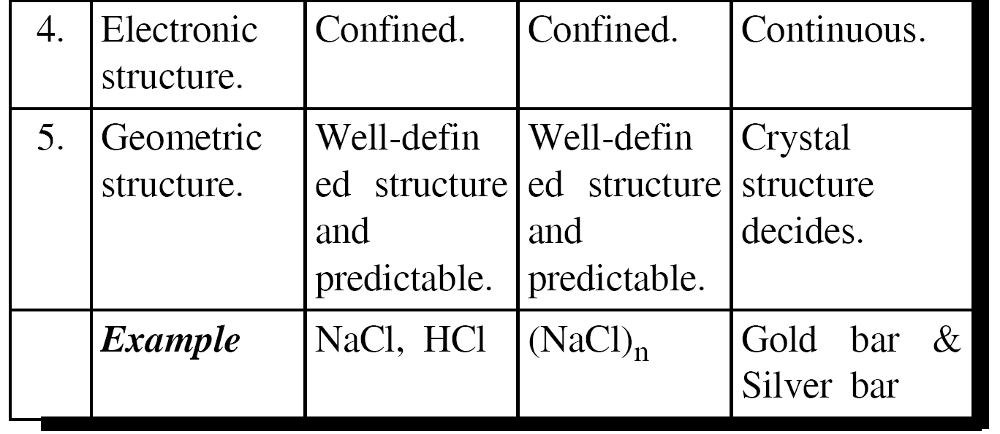 4. Electronic structure. Confined. Confined. Continuous.
5. Geometric structure. Well-defin ed structure and predictable. Well-defin ed structure and predictable. Crystal structure decides.
Example NaCl, HCl (NaCl)n Gold bar & Silver bar